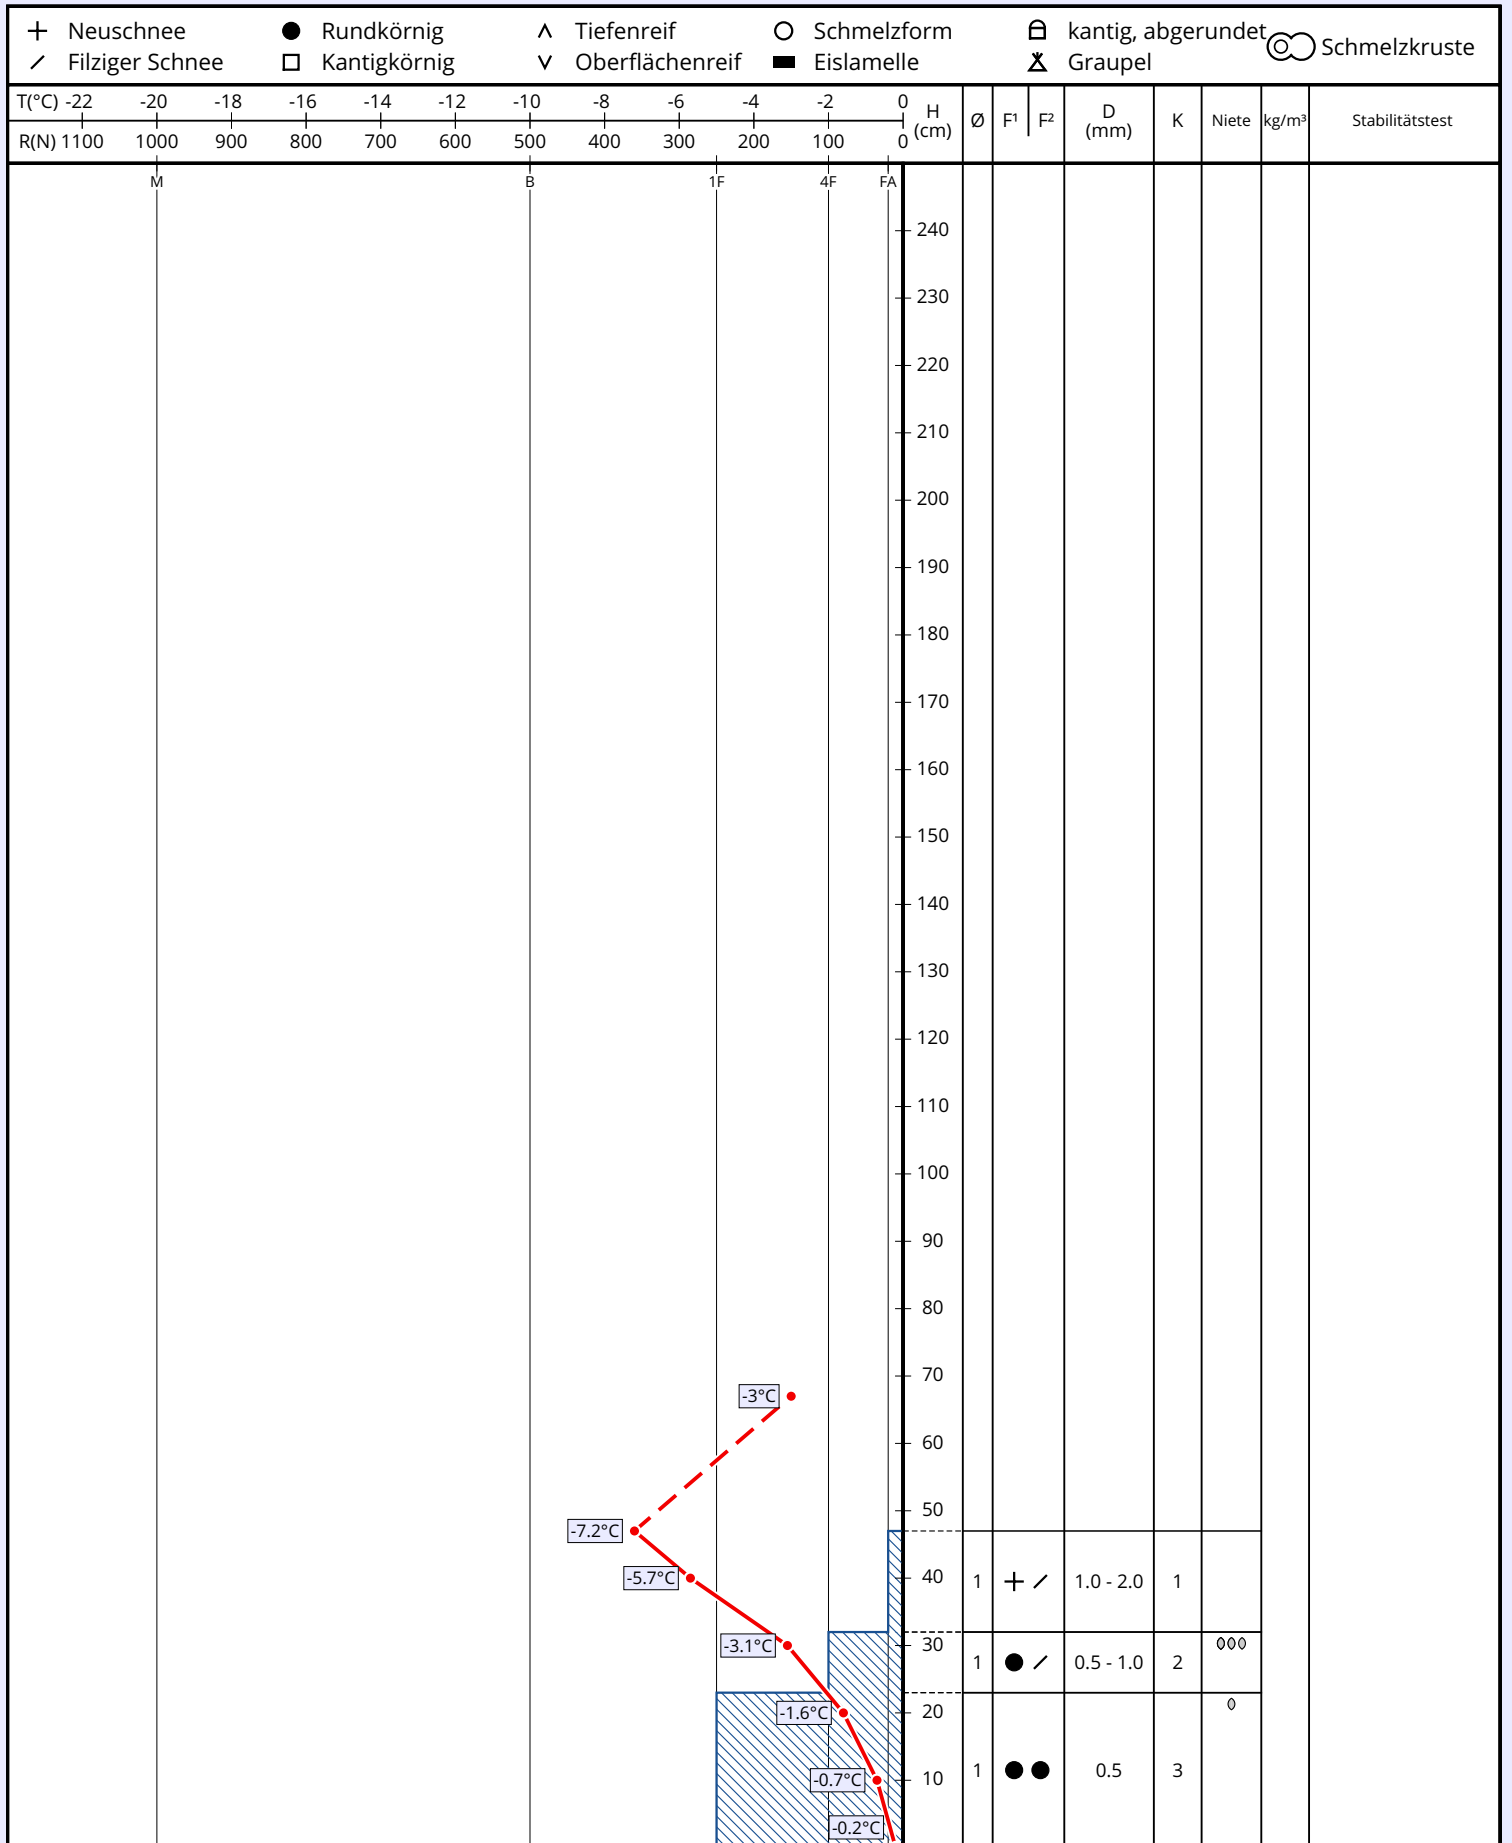 Neuschnee Rundkörnig Tiefenreif Schmelzform kantig, abgerundet Schmelzkruste
Filziger Schnee Kantigkörnig Oberflächenreif Eislamelle Graupel
T(°C) -22 -20 -18 -16 -14 -12 -10 -8 -6 -4 -2 0
R(N) 1100 1000 900 800 700 600 500 400 300 200 100 0
H (cm) Ø F¹ F² D (mm) K Niete kg/m³ Stabilitätstest
M B 1F 4F FA
240
230
220
210
200
190
180
170
160
150
140
130
120
110
100
90
80
70
-3°C
60
50
-7.2°C
-5.7°C 40 1 1.0 - 2.0 1
-3.1°C 30
1 0.5 - 1.0 2
-1.6°C 20
1 0.5 3
-0.7°C 10
-0.2°C